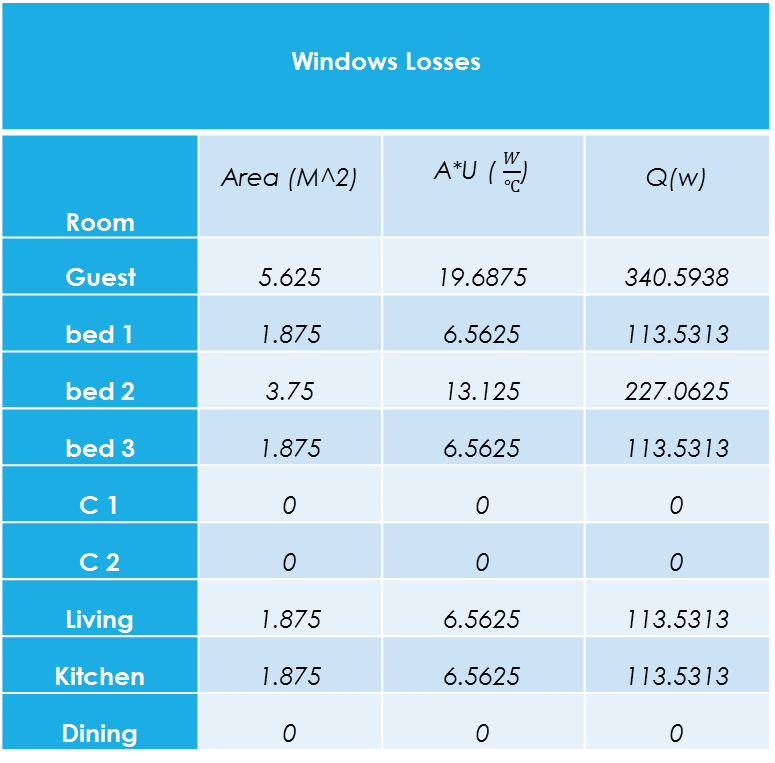 Windows Losses
Room Area (M^2) A*U ( W/°C) Q(w)
Guest 5.625 19.6875 340.5938
bed 1 1.875 6.5625 113.5313
bed 2 3.75 13.125 227.0625
bed 3 1.875 6.5625 113.5313
C 1 0 0 0
C 2 0 0 0
Living 1.875 6.5625 113.5313
Kitchen 1.875 6.5625 113.5313
Dining 0 0 0